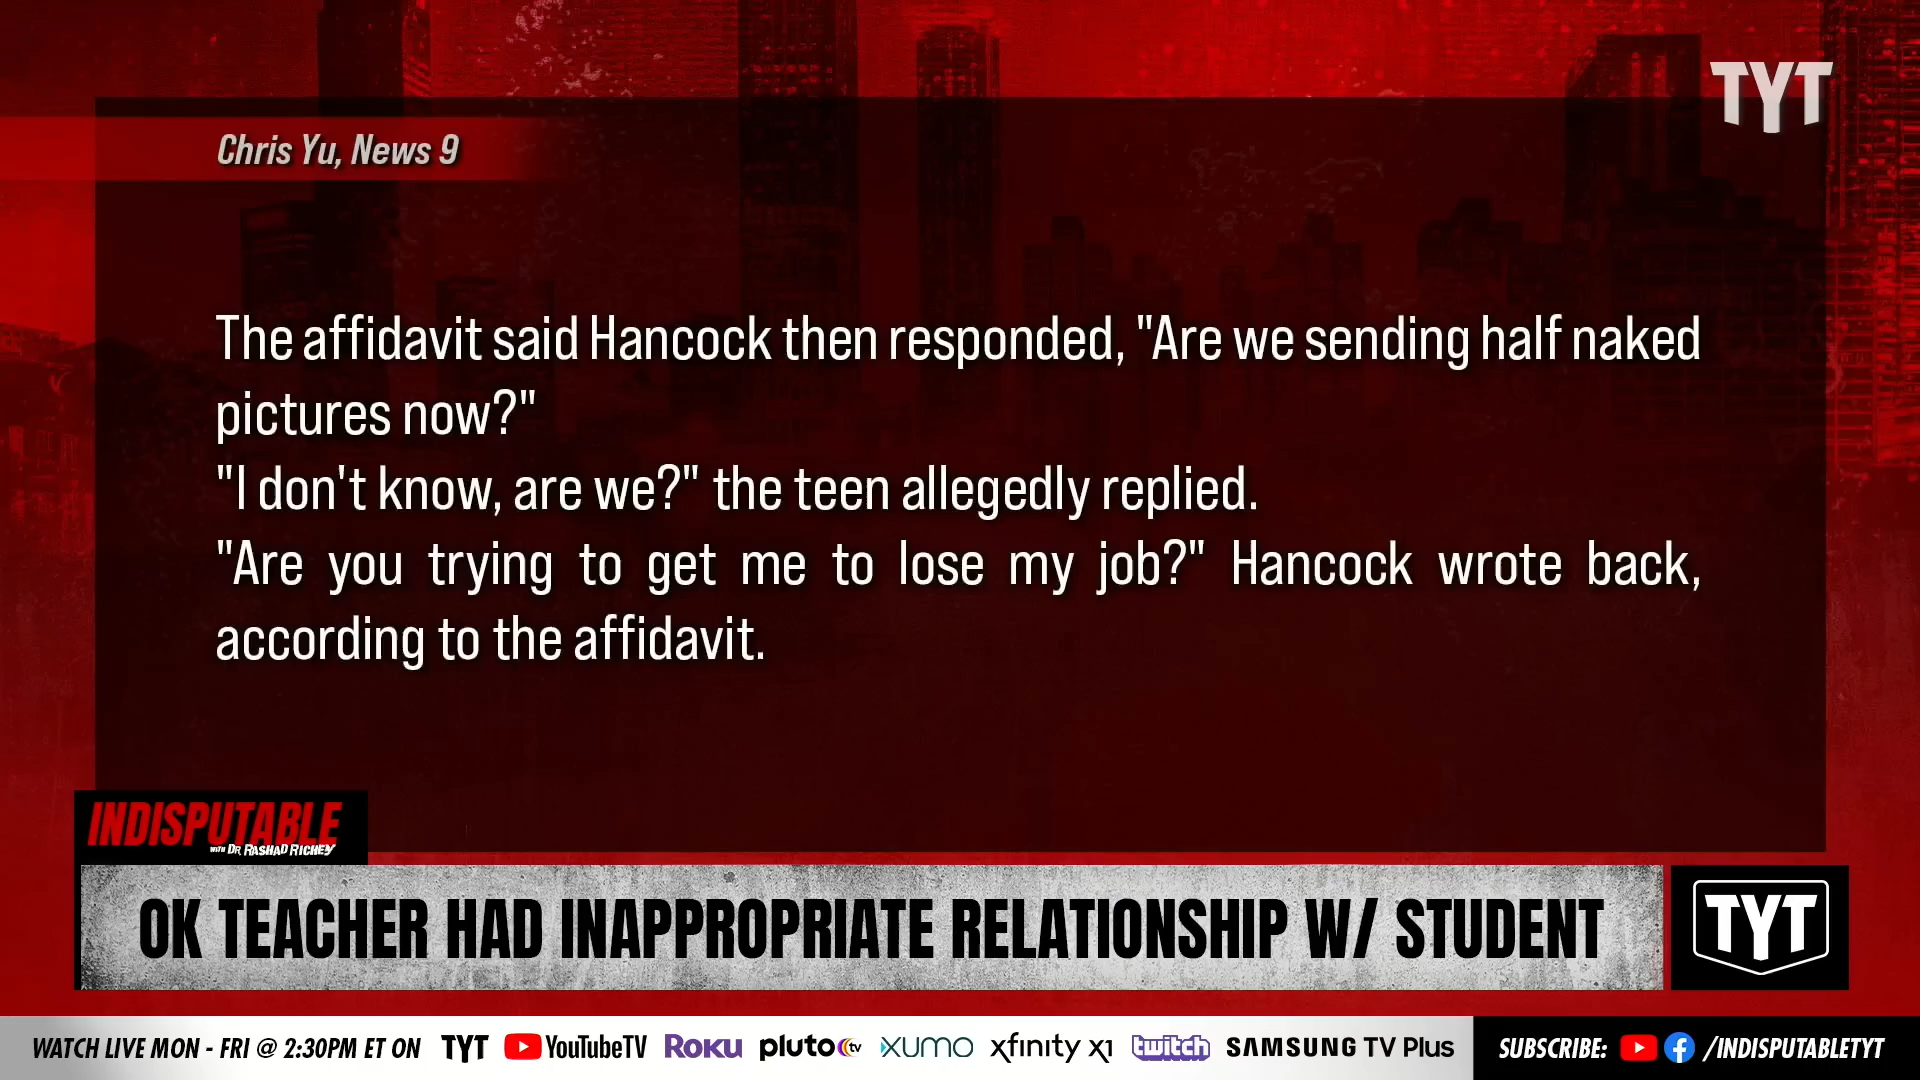 TYT
Chris Yu, News 9
The affidavit said Hancock then responded, "Are we sending half naked
pictures now?"
"I don't know, are we?" the teen allegedly replied.
"Are you trying to get me to lose my job?" Hancock wrote back,
according to the affidavit.
INDISPUTABLE
WITH DR RASHAD RICHEY
OK TEACHER HAD INAPPROPRIATE RELATIONSHIP W/ STUDENT
TYT
WATCH LIVE MON - FRI @ 2:30PM ET ON TYT YouTubeTV Roku pluto tv xumo xfinity x1 twitch SAMSUNG TV Plus SUBSCRIBE: /INDISPUTABLETYT